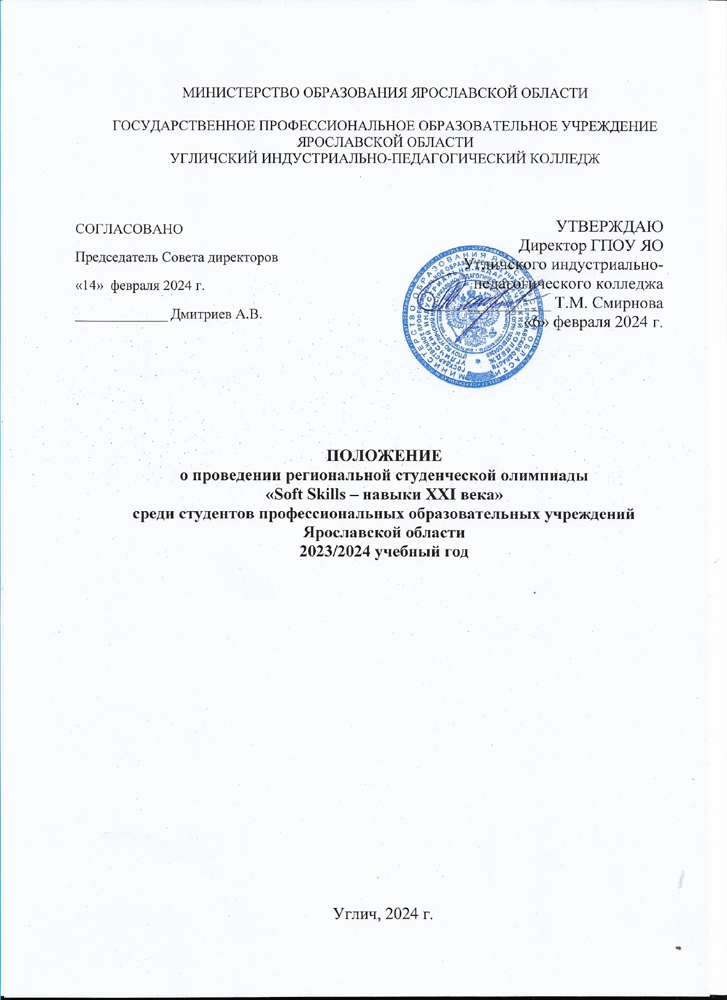 МИНИСТЕРСТВО ОБРАЗОВАНИЯ ЯРОСЛАВСКОЙ ОБЛАСТИ
ГОСУДАРСТВЕННОЕ ПРОФЕССИОНАЛЬНОЕ ОБРАЗОВАТЕЛЬНОЕ УЧРЕЖДЕНИЕ
ЯРОСЛАВСКОЙ ОБЛАСТИ
УГЛИЧСКИЙ ИНДУСТРИАЛЬНО-ПЕДАГОГИЧЕСКИЙ КОЛЛЕДЖ
СОГЛАСОВАНО
Председатель Совета директоров
«14» февраля 2024 г.
_____________ Дмитриев А.В.
УТВЕРЖДАЮ
Директор ГПОУ ЯО
Угличского индустриально-
педагогического колледжа
Т.М. Смирнова
«6» февраля 2024 г.
МИНИСТЕРСТВО ОБРАЗОВАНИЯ ЯРОСЛАВСКОЙ ОБЛАСТИ
УГЛИЧСКИЙ ИНДУСТРИАЛЬНО-ПЕДАГОГИЧЕСКИЙ КОЛЛЕДЖ
ПОЛОЖЕНИЕ
о проведении региональной студенческой олимпиады
«Soft Skills – навыки XXI века»
среди студентов профессиональных образовательных учреждений
Ярославской области
2023/2024 учебный год
Углич, 2024 г.